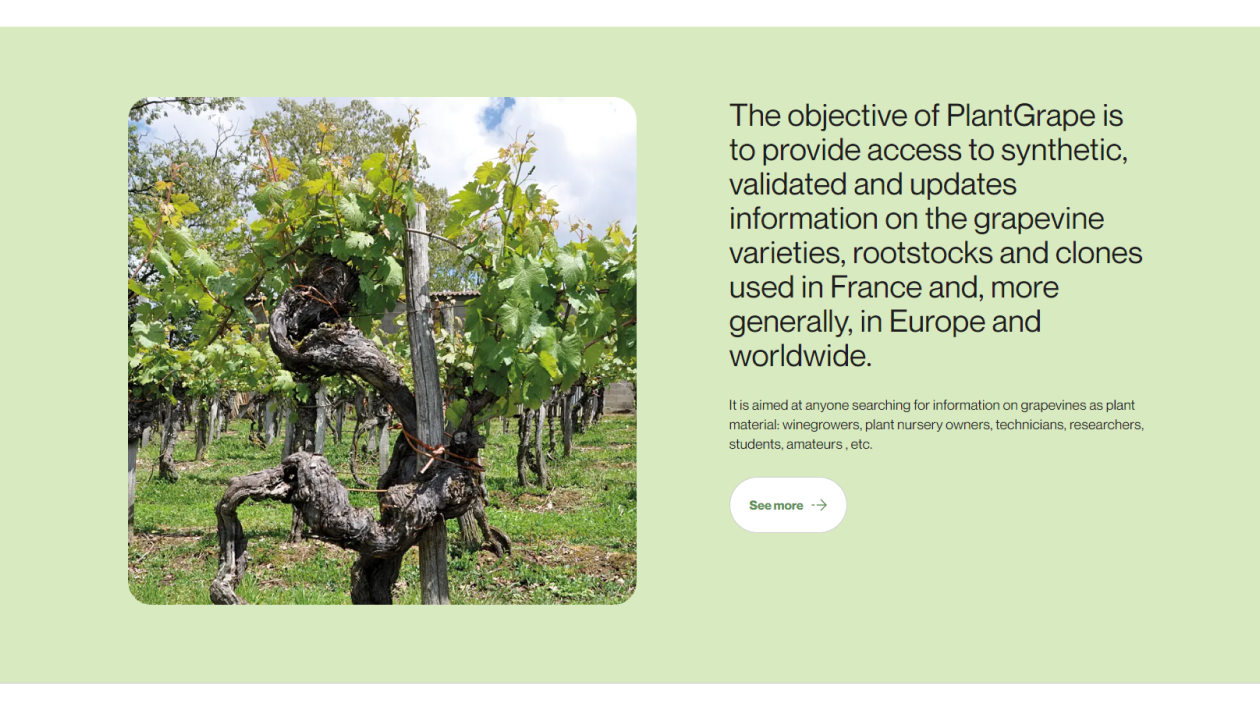 The objective of PlantGrape is
to provide access to synthetic,
validated and updates
information on the grapevine
varieties, rootstocks and clones
used in France and, more
generally, in Europe and
worldwide.
It is aimed at anyone searching for information on grapevines as plant
material: winegrowers, plant nursery owners, technicians, researchers,
students, amateurs , etc.
See more